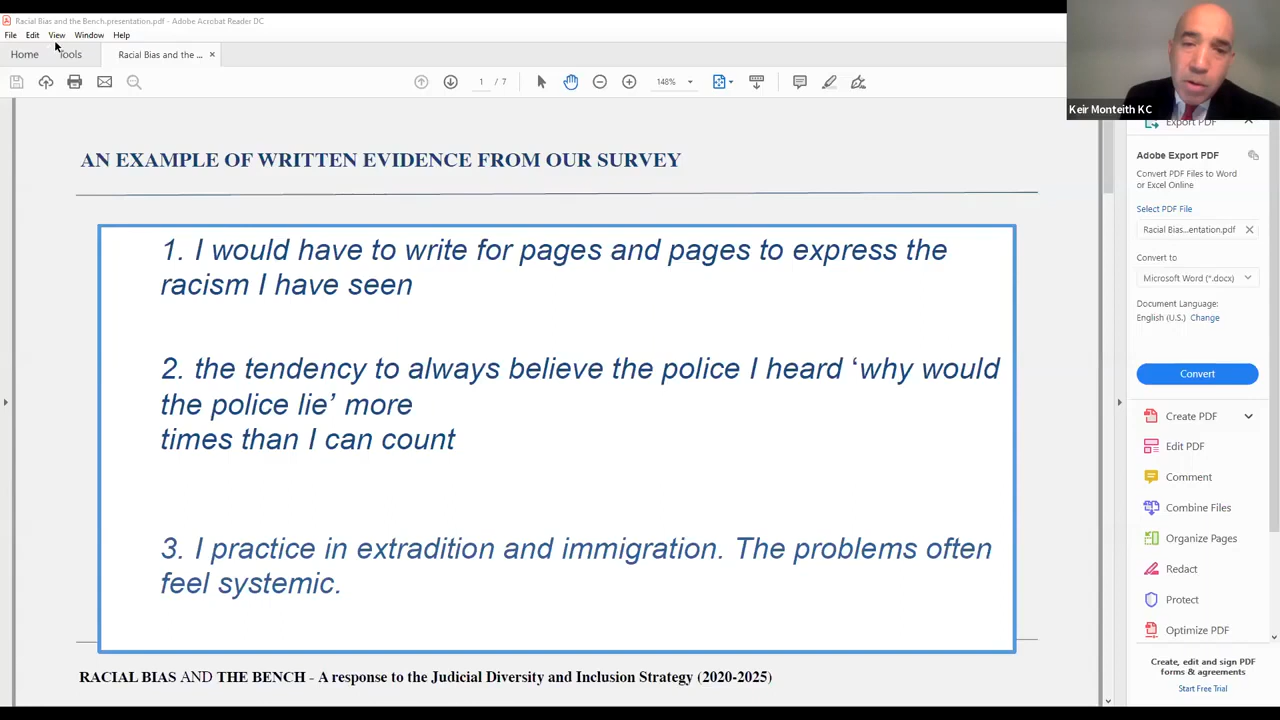 Racial Bias and the Bench.presentation.pdf - Adobe Acrobat Reader DC
File Edit View Window Help
Home Tools Racial Bias and the ... ×
1 / 7 148%
Keir Monteith KC
AN EXAMPLE OF WRITTEN EVIDENCE FROM OUR SURVEY
1. I would have to write for pages and pages to express the
racism I have seen
2. the tendency to always believe the police I heard ‘why would
the police lie’ more
times than I can count
3. I practice in extradition and immigration. The problems often
feel systemic.
RACIAL BIAS AND THE BENCH - A response to the Judicial Diversity and Inclusion Strategy (2020-2025)
Export PDF
Adobe Export PDF
Convert PDF Files to Word
or Excel Online
Select PDF File
Racial Bias...entation.pdf
Convert to
Microsoft Word (*.docx)
Document Language:
English (U.S.) Change
Convert
Create PDF
Edit PDF
Comment
Combine Files
Organize Pages
Redact
Protect
Optimize PDF
Create, edit and sign PDF
forms & agreements
Start Free Trial